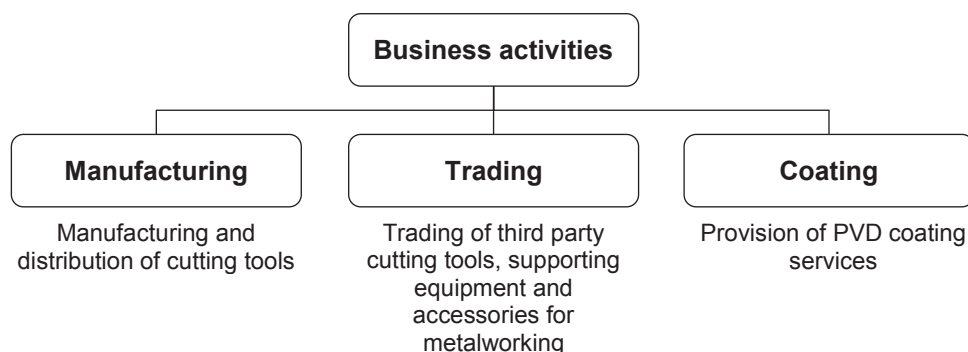 Business activities
Manufacturing
Trading
Coating
Manufacturing and
distribution of cutting tools
Trading of third party
cutting tools, supporting
equipment and
accessories for
metalworking
Provision of PVD coating
services